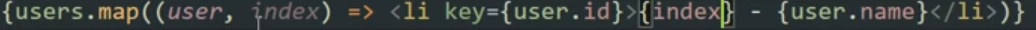 {users.map((user, index) => <li key={user.id}>{index} - {user.name}</li>)}